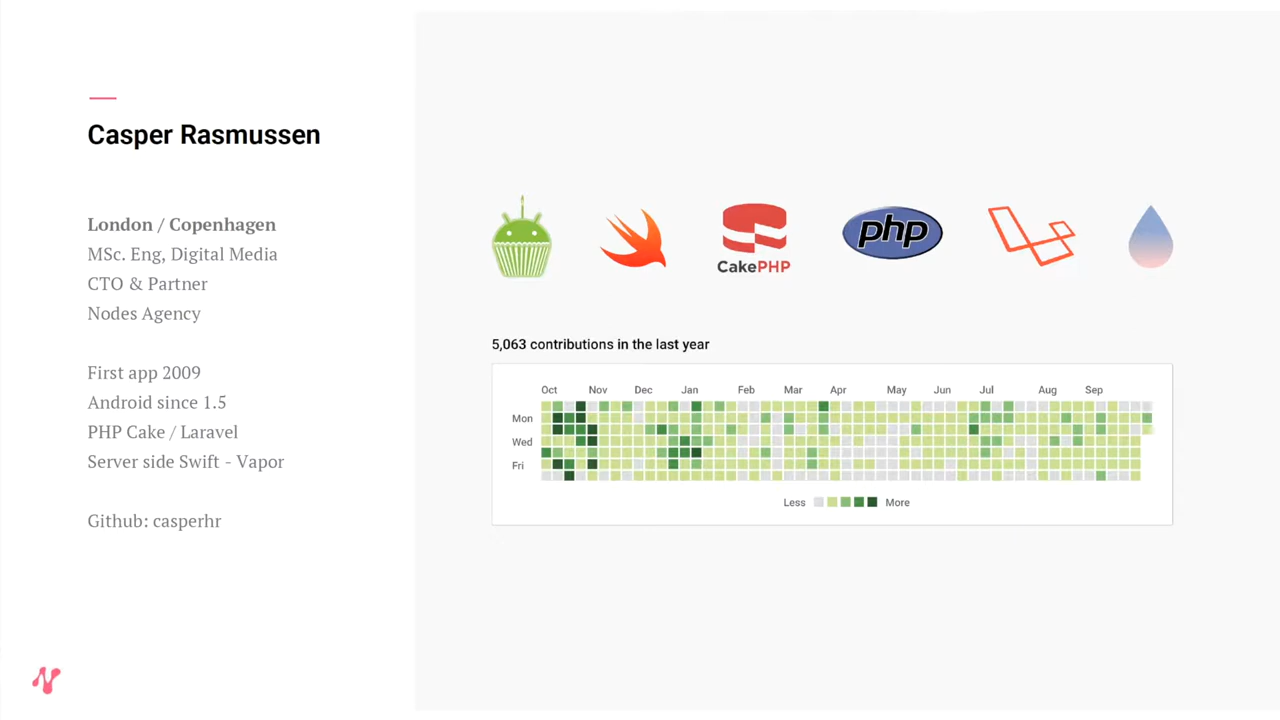 Casper Rasmussen
London / Copenhagen
MSc. Eng, Digital Media
CTO & Partner
Nodes Agency
First app 2009
Android since 1.5
PHP Cake / Laravel
Server side Swift - Vapor
Github: casperhr
CakePHP
php
5,063 contributions in the last year
Oct Nov Dec Jan Feb Mar Apr May Jun Jul Aug Sep
Mon
Wed
Fri
Less More